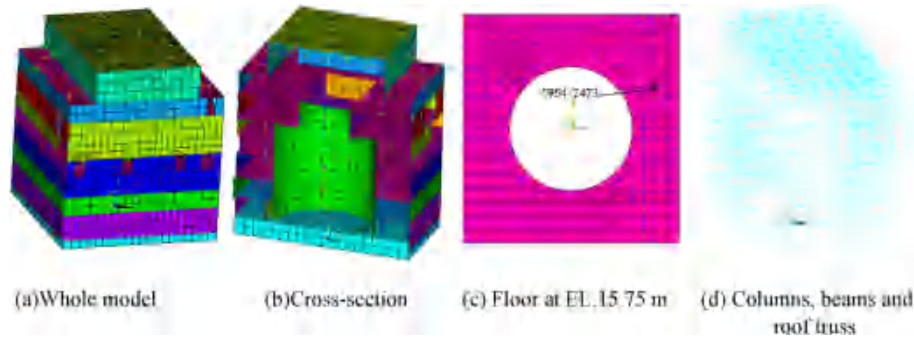 (a)Whole model
(b)Cross-section
(c) Floor at EL.15 75 m
(d) Columns, beams and
roof truss